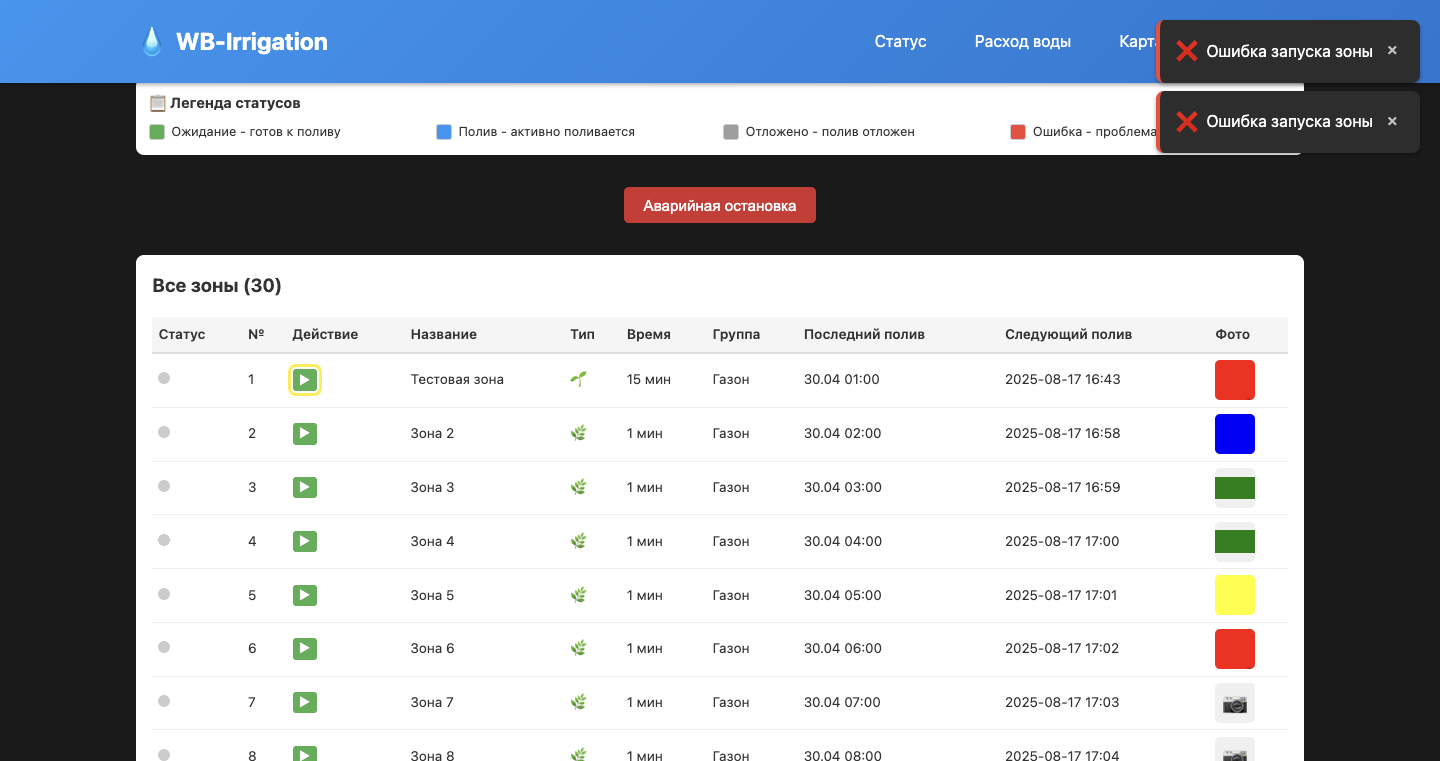 WB-Irrigation
Статус Расход воды Карта
Ошибка запуска зоны ×
Ошибка запуска зоны ×
Легенда статусов
Ожидание - готов к поливу Полив - активно поливается Отложено - полив отложен Ошибка - проблема
Аварийная остановка
Все зоны (30)
Статус № Действие Название Тип Время Группа Последний полив Следующий полив Фото
1 Тестовая зона 15 мин Газон 30.04 01:00 2025-08-17 16:43
2 Зона 2 1 мин Газон 30.04 02:00 2025-08-17 16:58
3 Зона 3 1 мин Газон 30.04 03:00 2025-08-17 16:59
4 Зона 4 1 мин Газон 30.04 04:00 2025-08-17 17:00
5 Зона 5 1 мин Газон 30.04 05:00 2025-08-17 17:01
6 Зона 6 1 мин Газон 30.04 06:00 2025-08-17 17:02
7 Зона 7 1 мин Газон 30.04 07:00 2025-08-17 17:03
8 Зона 8 1 мин Газон 30.04 08:00 2025-08-17 17:04